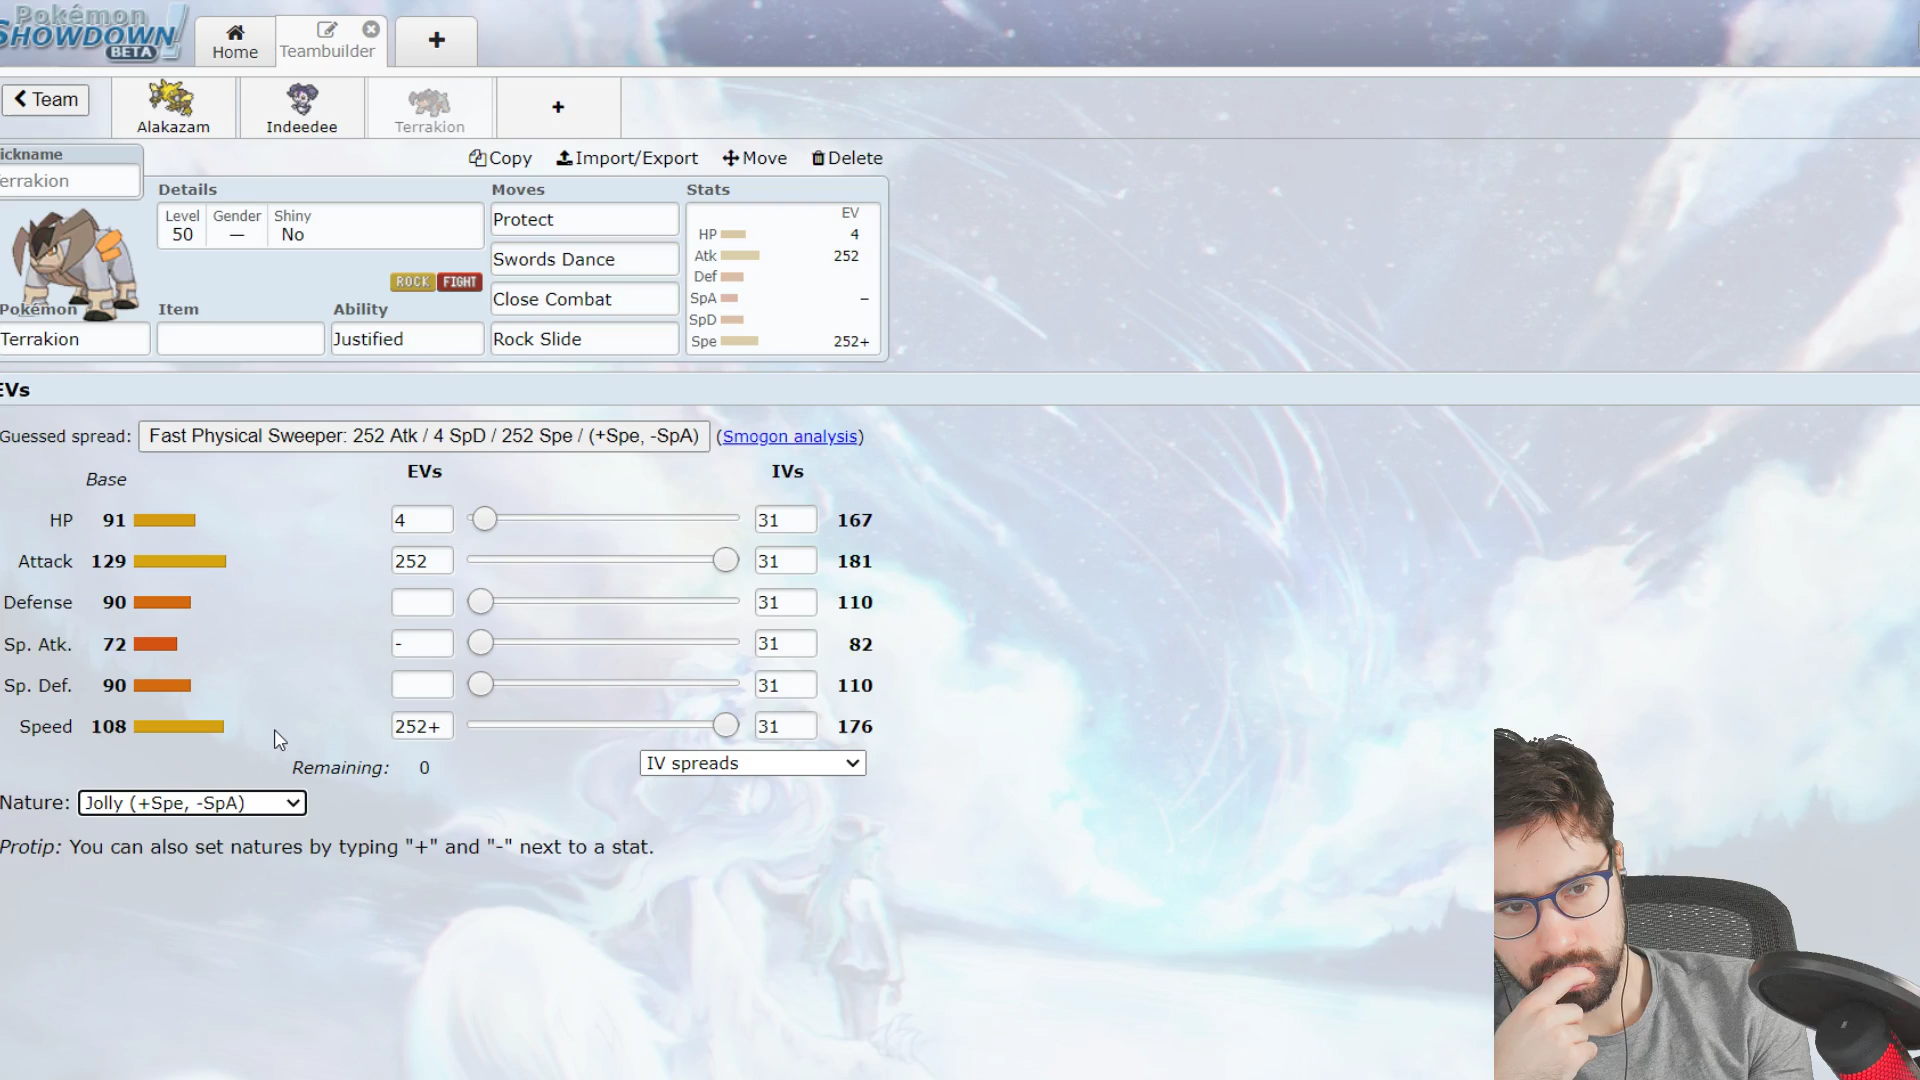 Pokémon
SHOWDOWN!
BETA
Home
Teambuilder
+
Team
Alakazam
Indeedee
Terrakion
+
Copy
Import/Export
Move
Delete
ickname
errakion
Details
Level
50
Gender
—
Shiny
No
ROCK FIGHT
Pokémon
Terrakion
Item
Ability
Justified
Moves
Protect
Swords Dance
Close Combat
Rock Slide
Stats
EV
HP 4
Atk 252
Def
SpA –
SpD
Spe 252+
EVs
Guessed spread: Fast Physical Sweeper: 252 Atk / 4 SpD / 252 Spe / (+Spe, -SpA) (Smogon analysis)
Base EVs IVs
HP 91 4 31 167
Attack 129 252 31 181
Defense 90 31 110
Sp. Atk. 72 - 31 82
Sp. Def. 90 31 110
Speed 108 252+ 31 176
Remaining: 0 IV spreads
Nature: Jolly (+Spe, -SpA)
Protip: You can also set natures by typing "+" and "-" next to a stat.